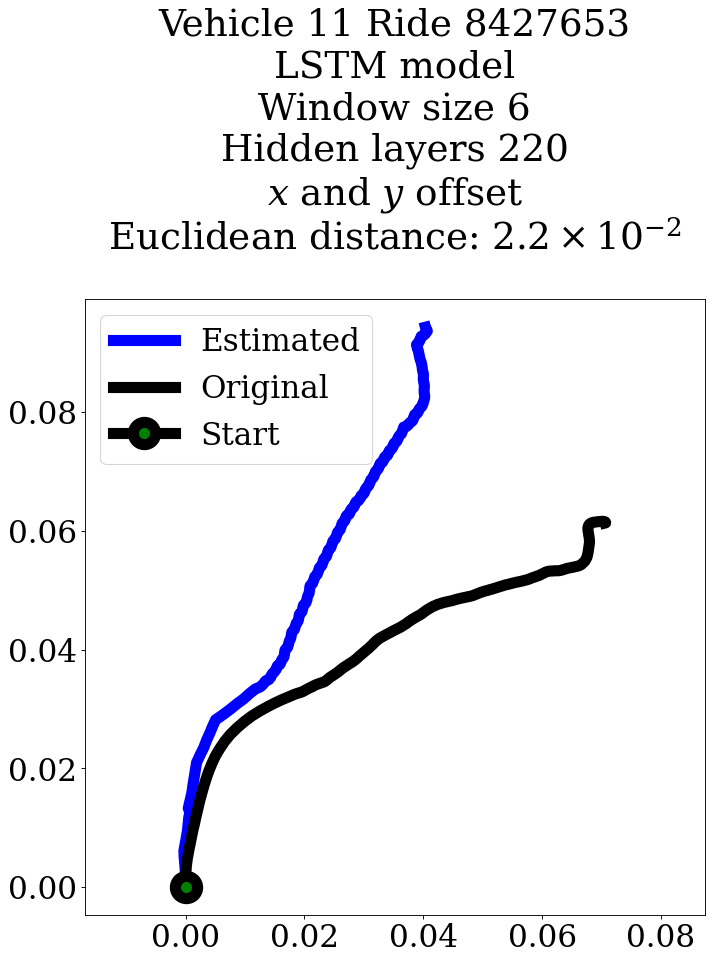 Vehicle 11 Ride 8427653
LSTM model
Window size 6
Hidden layers 220
x and y offset
Euclidean distance: 2.2 × 10⁻²
Estimated
Original
Start
0.08
0.06
0.04
0.02
0.00
0.00 0.02 0.04 0.06 0.08